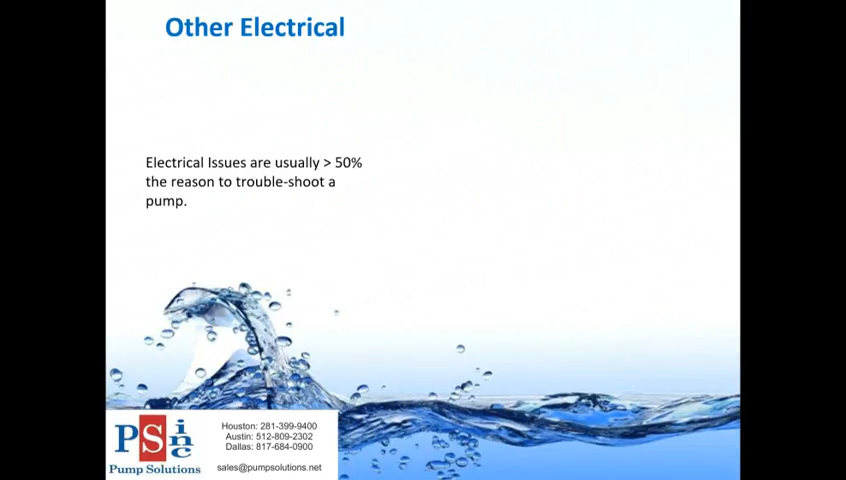 Other Electrical
Electrical Issues are usually > 50%
the reason to trouble-shoot a
pump.
PS inc
Pump Solutions
Houston: 281-399-9400
Austin: 512-809-2302
Dallas: 817-684-0900
sales@pumpsolutions.net